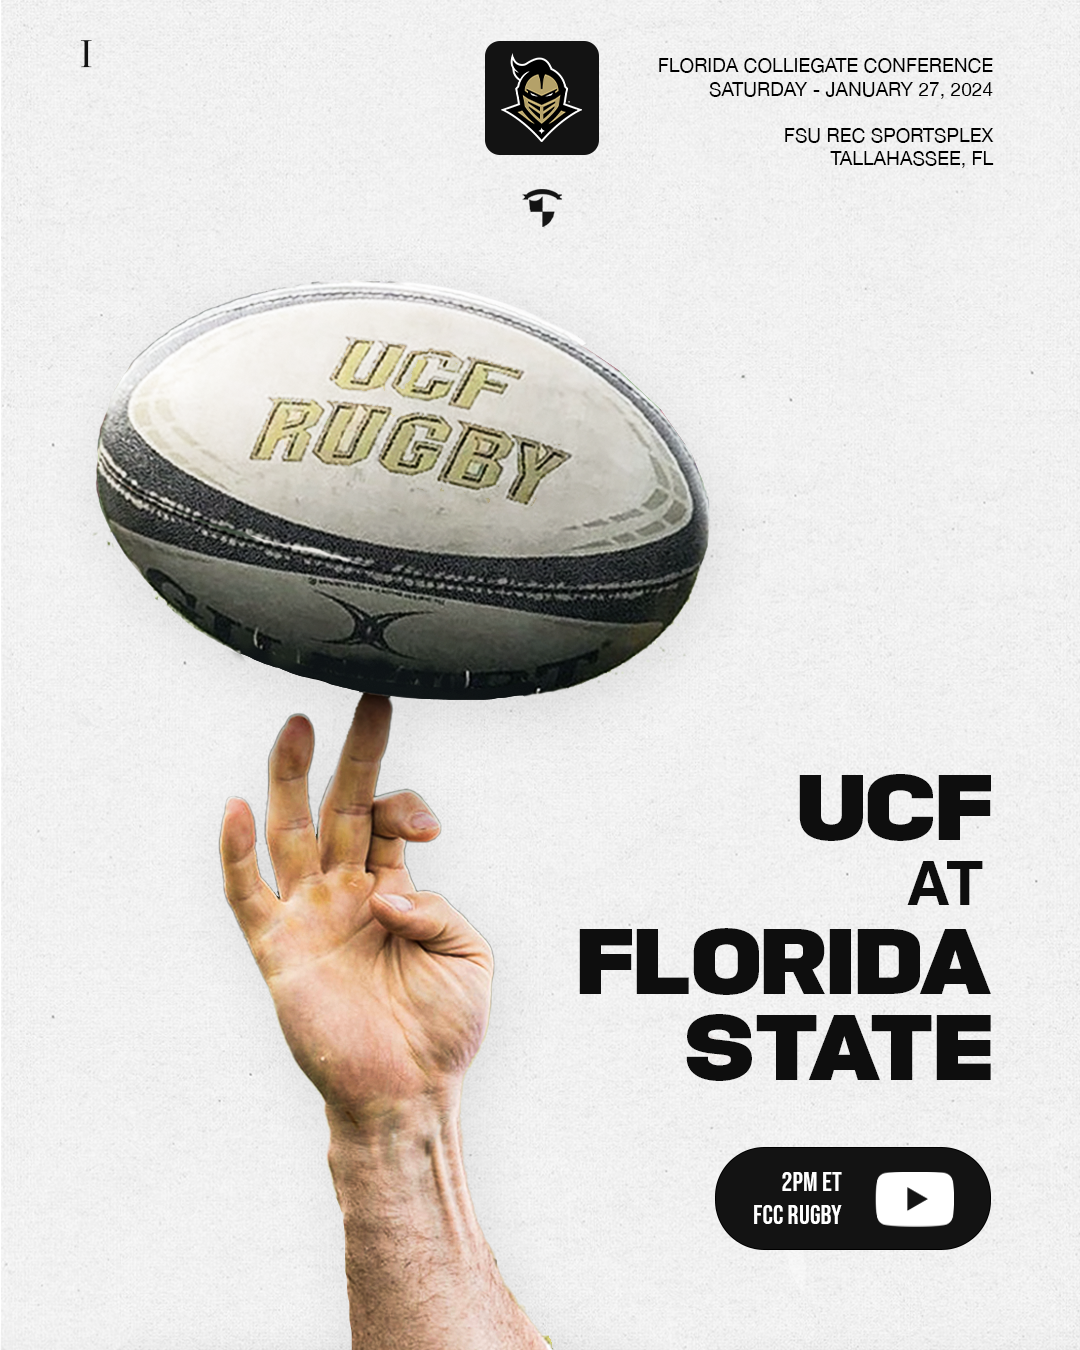 I
FLORIDA COLLIEGATE CONFERENCE
SATURDAY - JANUARY 27, 2024
FSU REC SPORTSPLEX
TALLAHASSEE, FL
UCF
RUGBY
UCF
AT
FLORIDA
STATE
2PM ET
FCC RUGBY